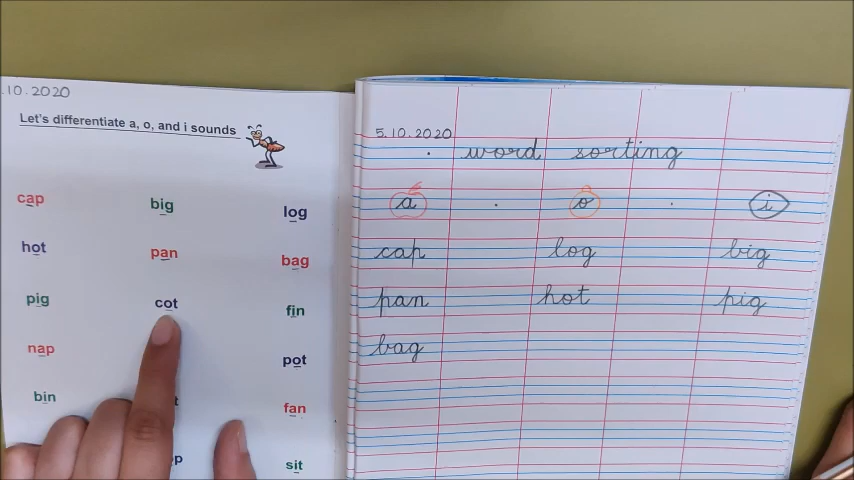 .10.2020
Let's differentiate a, o, and i sounds
cap big log
hot pan bag
pig cot fin
nap pot
bin fan
sit
5.10.2020
word sorting
a o i
cap log big
pan hot pig
bag